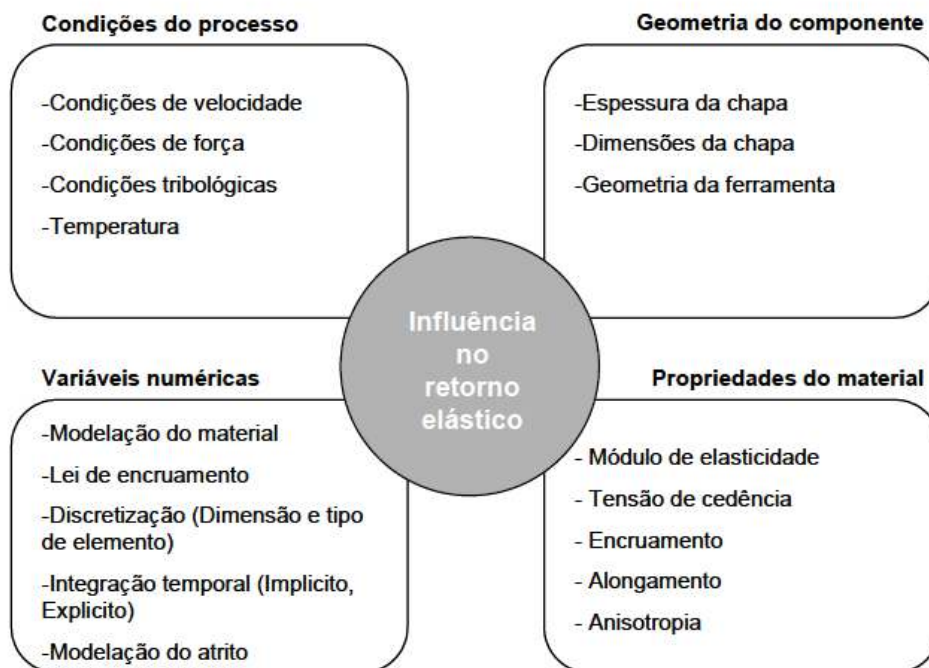 Condições do processo
-Condições de velocidade
-Condições de força
-Condições tribológicas
-Temperatura
Geometria do componente
-Espessura da chapa
-Dimensões da chapa
-Geometria da ferramenta
Influência
no
retorno
elástico
Variáveis numéricas
-Modelação do material
-Lei de encruamento
-Discretização (Dimensão e tipo
de elemento)
-Integração temporal (Implicito,
Explicito)
-Modelação do atrito
Propriedades do material
- Módulo de elasticidade
- Tensão de cedência
- Encruamento
- Alongamento
- Anisotropia